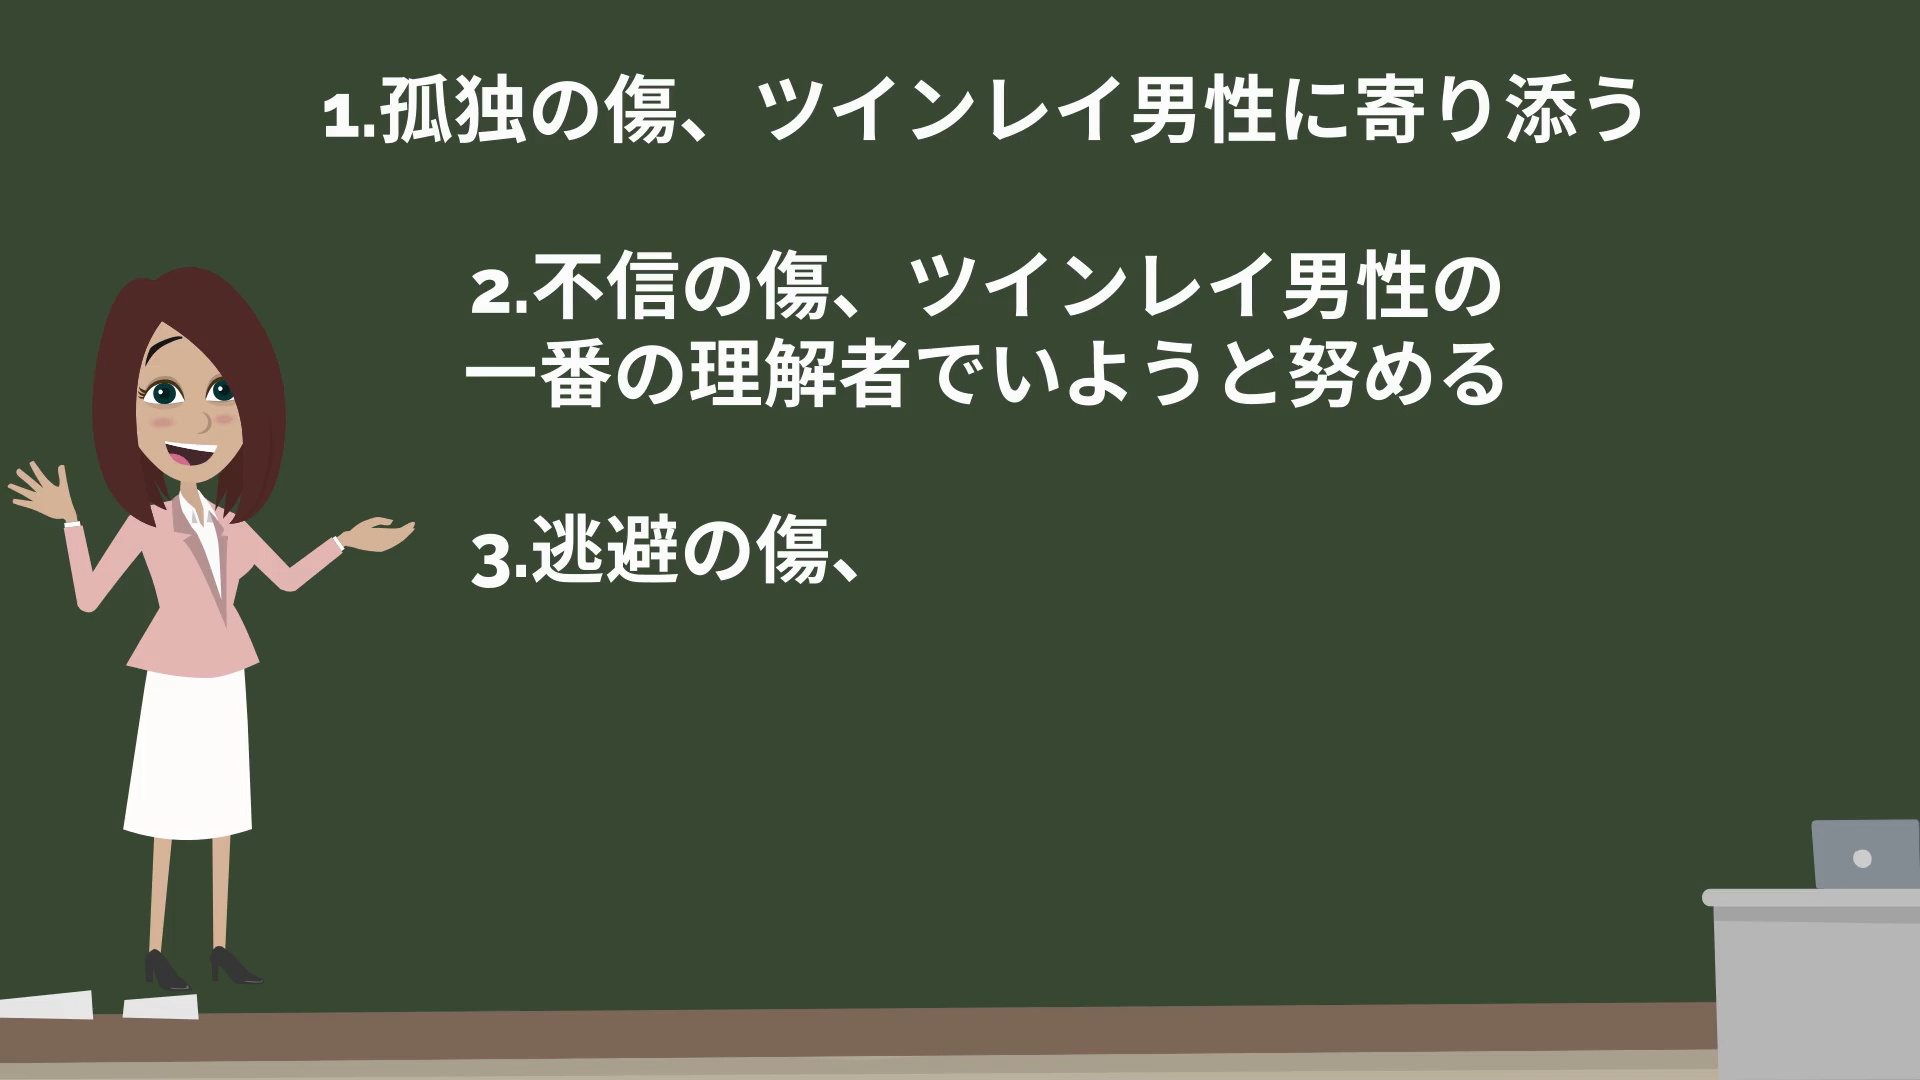 1.孤独の傷、ツインレイ男性に寄り添う
2.不信の傷、ツインレイ男性の
一番の理解者でいようと努める
3.逃避の傷、